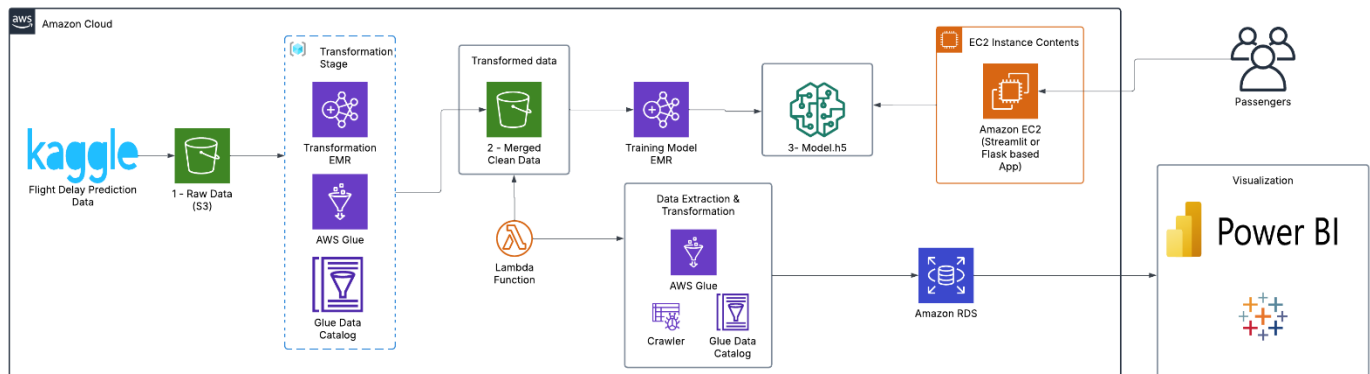 aws
Amazon Cloud
kaggle
Flight Delay Prediction
Data
1 - Raw Data
(S3)
Transformation
Stage
Transformation
EMR
AWS Glue
Glue Data
Catalog
Transformed data
2 - Merged
Clean Data
Lambda
Function
Training Model
EMR
3- Model.h5
Data Extraction &
Transformation
AWS Glue
Crawler
Glue Data
Catalog
EC2 Instance Contents
Amazon EC2
(Streamlit or
Flask based
App)
Amazon RDS
Passengers
Visualization
Power BI